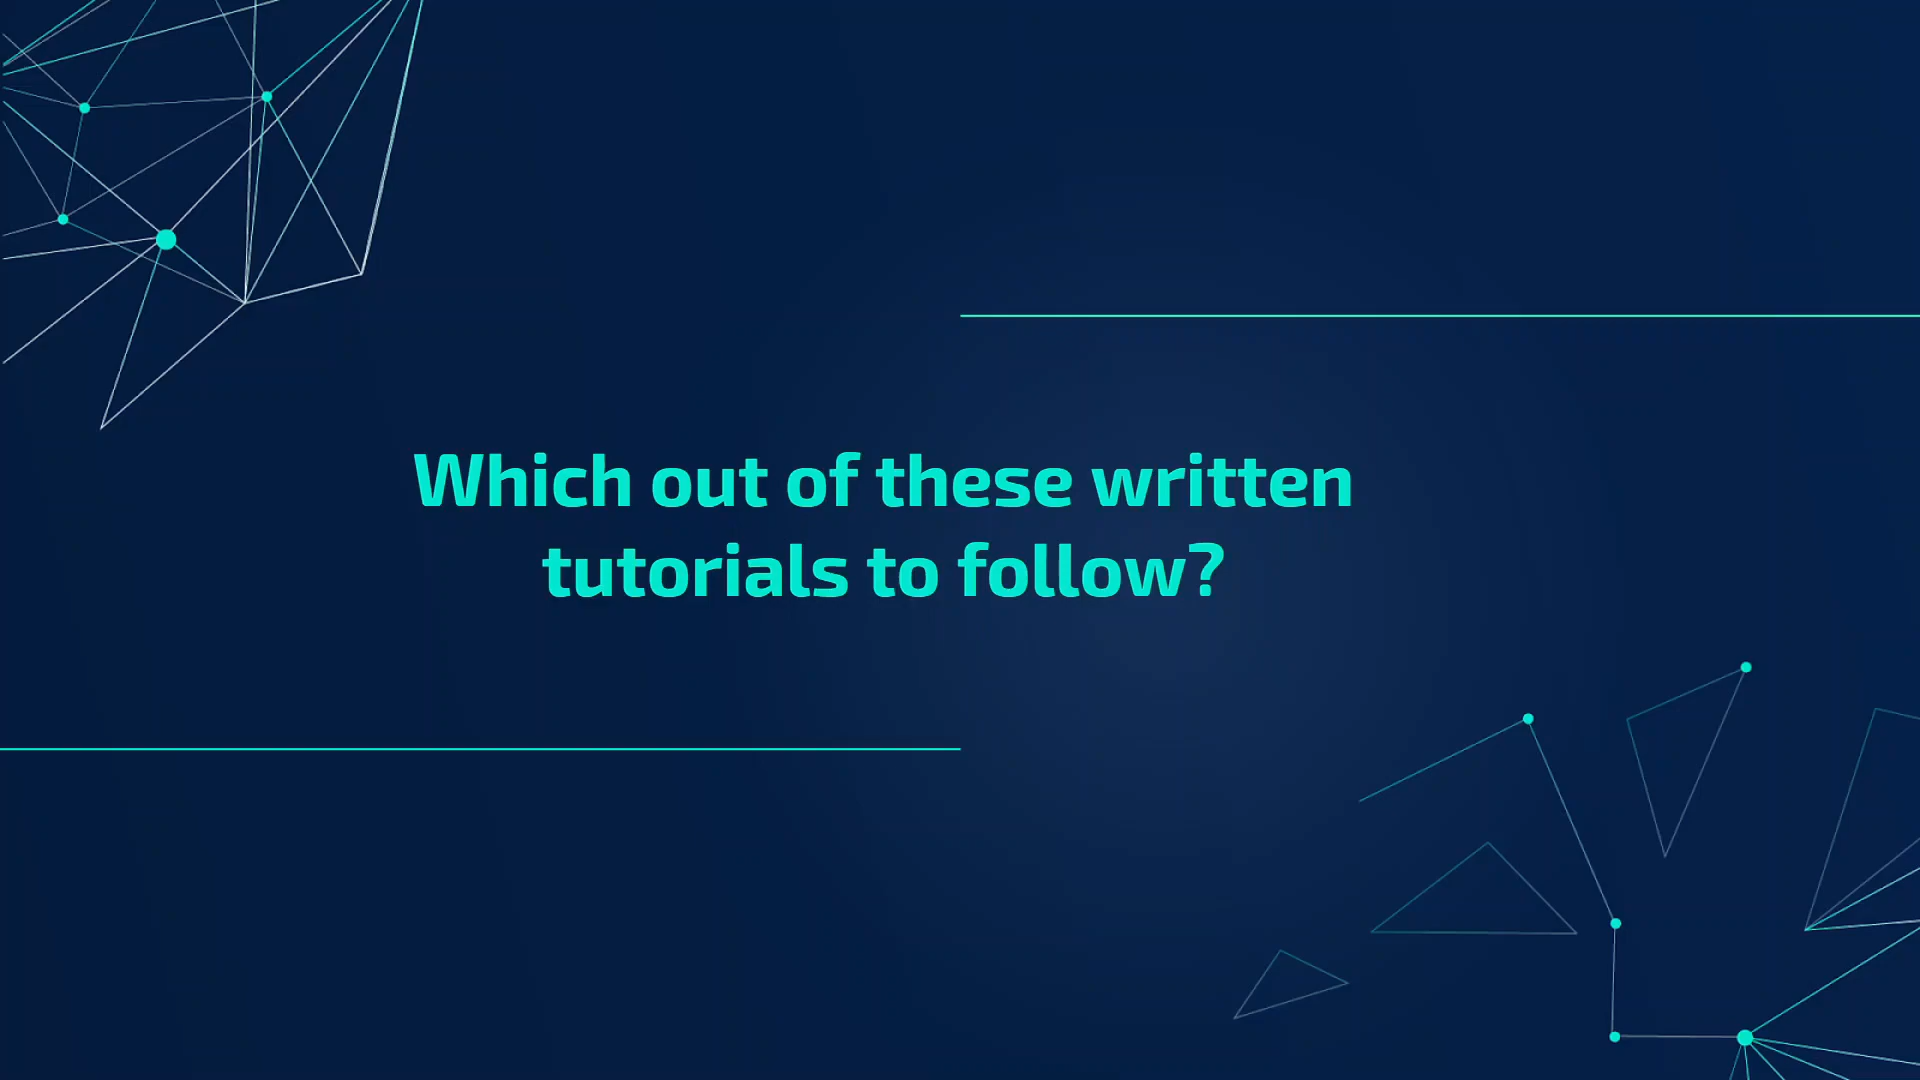 Which out of these written
tutorials to follow?